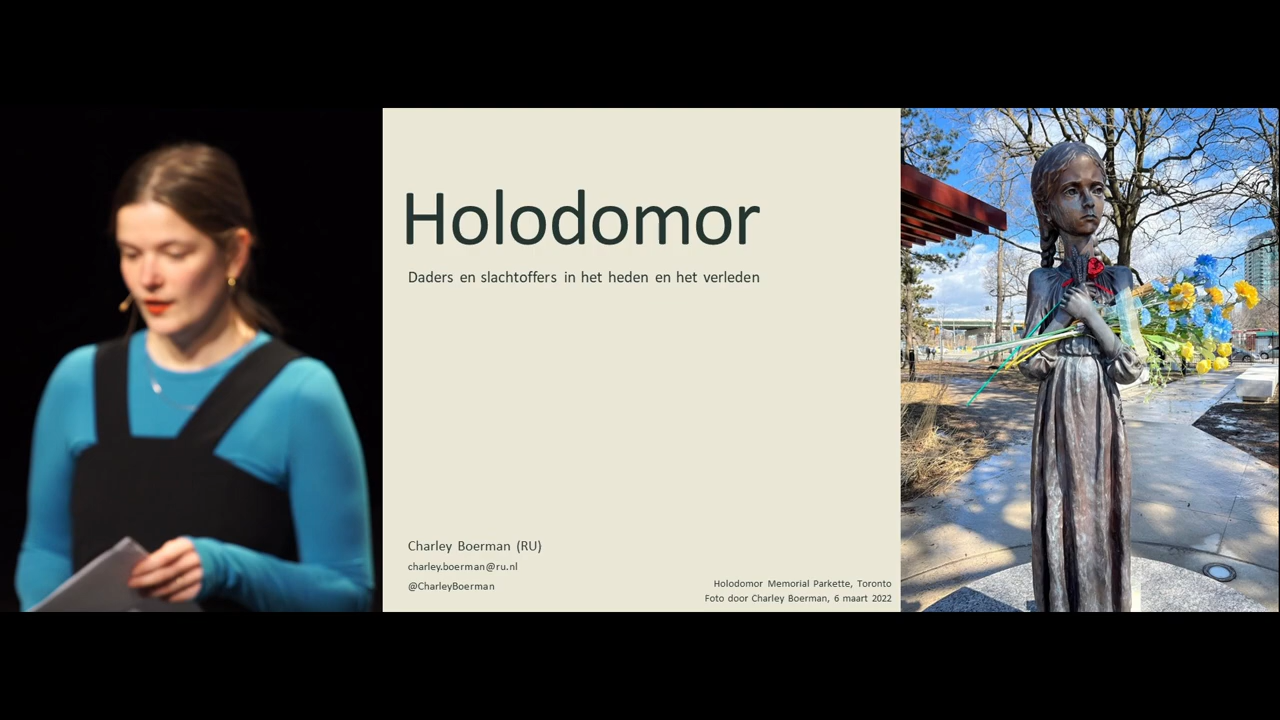 Holodomor
Daders en slachtoffers in het heden en het verleden
Charley Boerman (RU)
charley.boerman@ru.nl
@CharleyBoerman
Holodomor Memorial Parkette, Toronto
Foto door Charley Boerman, 6 maart 2022